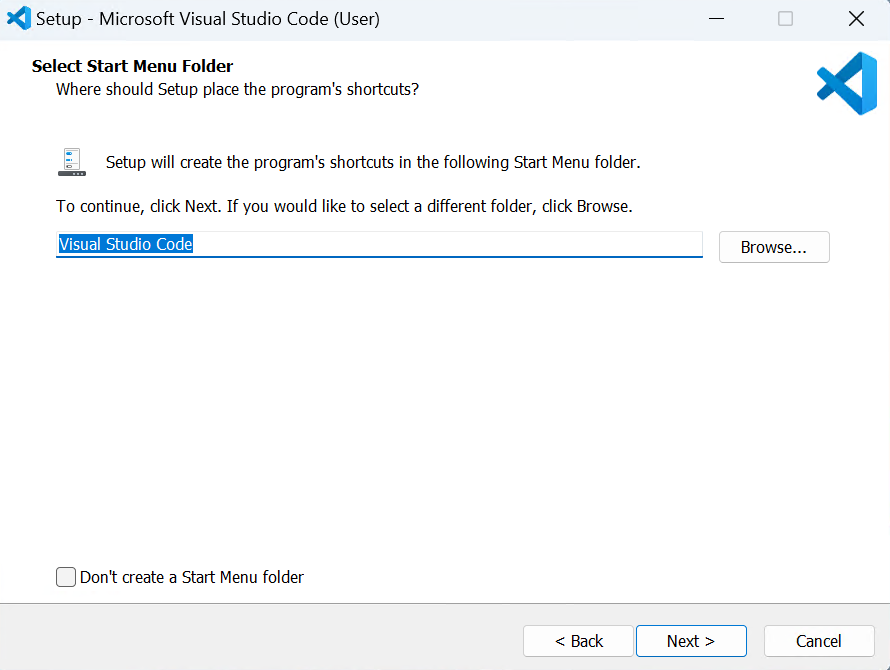 Setup - Microsoft Visual Studio Code (User)
Select Start Menu Folder
Where should Setup place the program's shortcuts?
Setup will create the program's shortcuts in the following Start Menu folder.
To continue, click Next. If you would like to select a different folder, click Browse.
Visual Studio Code
Browse...
Don't create a Start Menu folder
< Back
Next >
Cancel